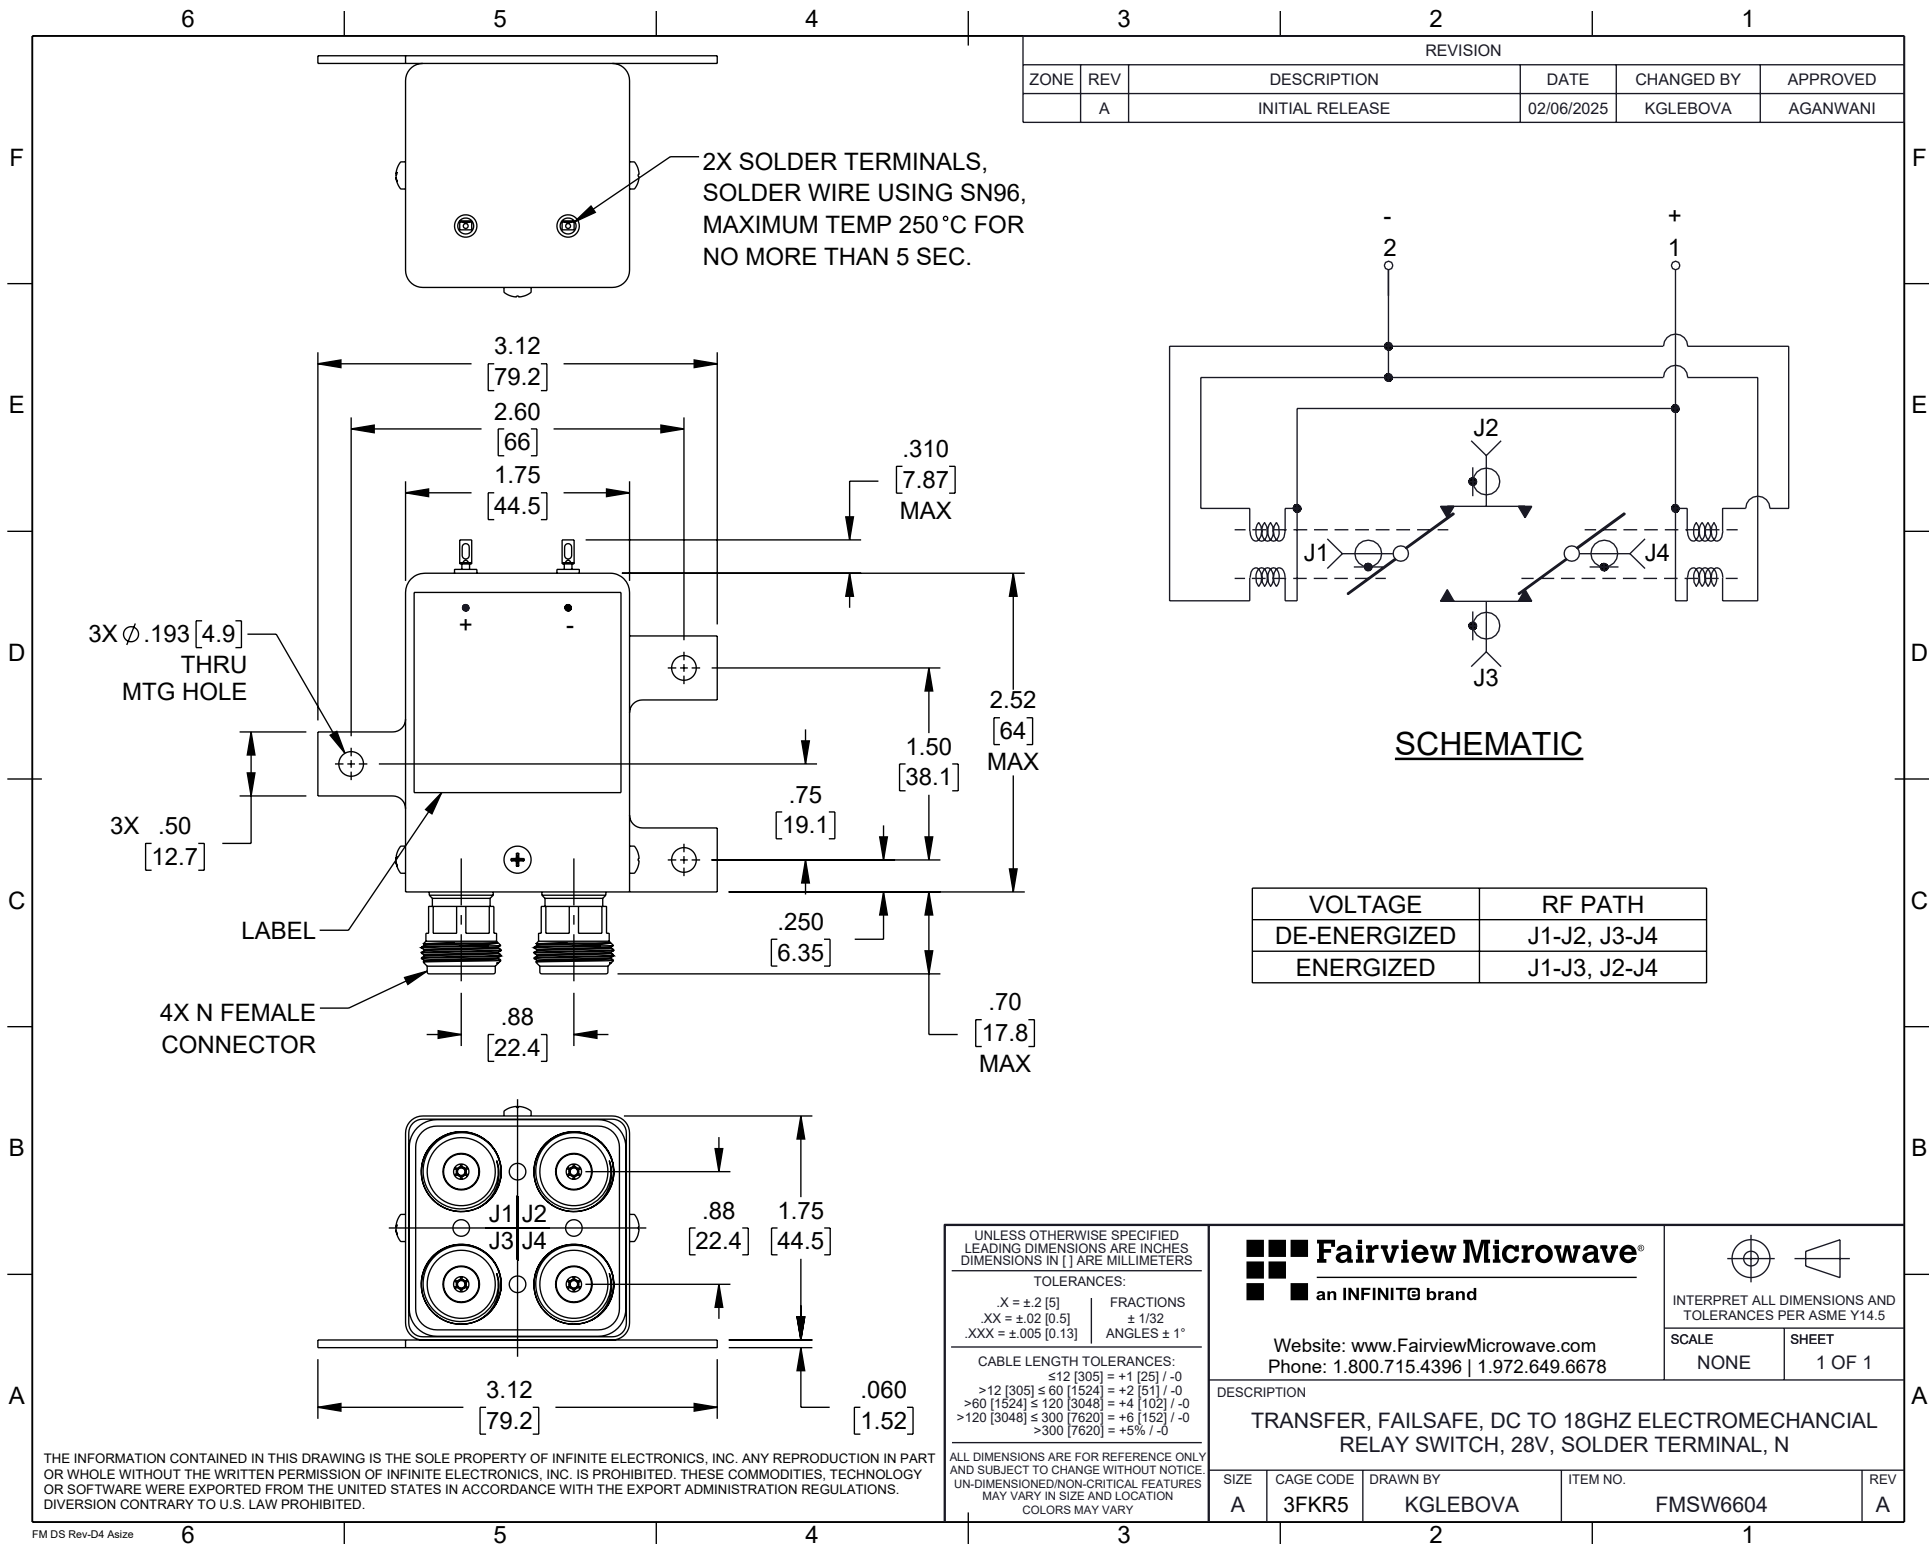 6 5 4 3 2 1
REVISION
ZONE REV DESCRIPTION DATE CHANGED BY APPROVED
A INITIAL RELEASE 02/06/2025 KGLEBOVA AGANWANI
F F
2X SOLDER TERMINALS,
SOLDER WIRE USING SN96,
MAXIMUM TEMP 250°C FOR
NO MORE THAN 5 SEC.
- +
2 1
E E
3.12
[79.2]
2.60
[66]
1.75
[44.5]
.310
[7.87]
MAX
J2
J1 J4
J3
SCHEMATIC
+ -
D D
3X Ø.193[4.9]
THRU
MTG HOLE
2.52
[64]
MAX
1.50
[38.1]
.75
[19.1]
3X .50
[12.7]
C C
LABEL
.250
[6.35]
VOLTAGE RF PATH
DE-ENERGIZED J1-J2, J3-J4
ENERGIZED J1-J3, J2-J4
4X N FEMALE
CONNECTOR
.88
[22.4]
.70
[17.8]
MAX
B B
J1 J2
J3 J4
.88
[22.4]
1.75
[44.5]
A A
3.12
[79.2]
.060
[1.52]
UNLESS OTHERWISE SPECIFIED
LEADING DIMENSIONS ARE INCHES
DIMENSIONS IN [ ] ARE MILLIMETERS
TOLERANCES:
.X = ±.2 [5]
.XX = ±.02 [0.5]
.XXX = ±.005 [0.13]
FRACTIONS
± 1/32
ANGLES ± 1°
CABLE LENGTH TOLERANCES:
≤12 [305] = +1 [25] / -0
>12 [305] ≤ 60 [1524] = +2 [51] / -0
>60 [1524] ≤ 120 [3048] = +4 [102] / -0
>120 [3048] ≤ 300 [7620] = +6 [152] / -0
>300 [7620] = +5% / -0
ALL DIMENSIONS ARE FOR REFERENCE ONLY
AND SUBJECT TO CHANGE WITHOUT NOTICE.
UN-DIMENSIONED/NON-CRITICAL FEATURES
MAY VARY IN SIZE AND LOCATION
COLORS MAY VARY
Fairview Microwave®
an INFINITE brand
Website: www.FairviewMicrowave.com
Phone: 1.800.715.4396 | 1.972.649.6678
INTERPRET ALL DIMENSIONS AND
TOLERANCES PER ASME Y14.5
SCALE SHEET
NONE 1 OF 1
DESCRIPTION
TRANSFER, FAILSAFE, DC TO 18GHZ ELECTROMECHANCIAL
RELAY SWITCH, 28V, SOLDER TERMINAL, N
SIZE CAGE CODE DRAWN BY ITEM NO. REV
A 3FKR5 KGLEBOVA FMSW6604 A
THE INFORMATION CONTAINED IN THIS DRAWING IS THE SOLE PROPERTY OF INFINITE ELECTRONICS, INC. ANY REPRODUCTION IN PART
OR WHOLE WITHOUT THE WRITTEN PERMISSION OF INFINITE ELECTRONICS, INC. IS PROHIBITED. THESE COMMODITIES, TECHNOLOGY
OR SOFTWARE WERE EXPORTED FROM THE UNITED STATES IN ACCORDANCE WITH THE EXPORT ADMINISTRATION REGULATIONS.
DIVERSION CONTRARY TO U.S. LAW PROHIBITED.
FM DS Rev-D4 Asize
6 5 4 3 2 1